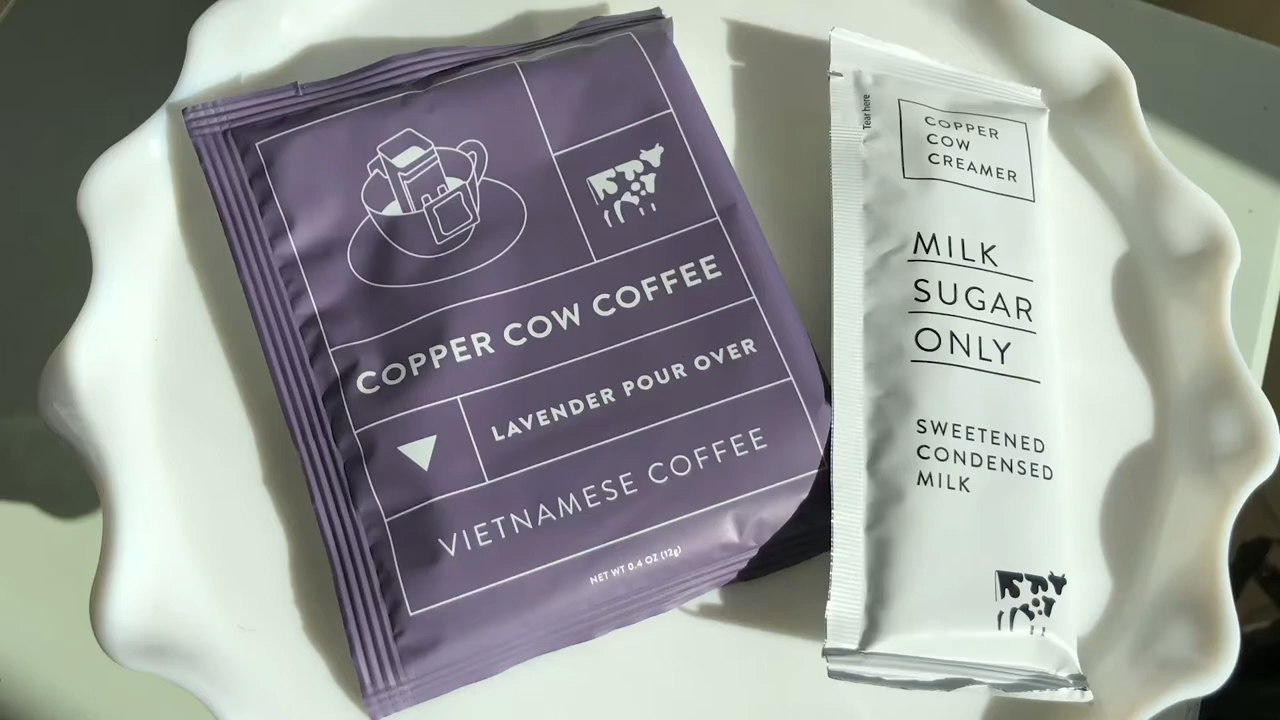 COPPER COW COFFEE
LAVENDER POUR OVER
VIETNAMESE COFFEE
NET WT 0.4 OZ (12g)
Tear here
COPPER
COW
CREAMER
MILK
SUGAR
ONLY
SWEETENED
CONDENSED
MILK